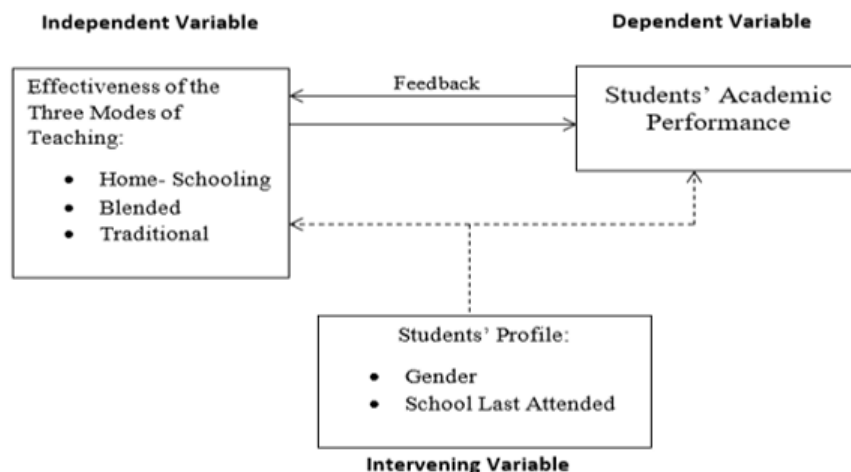 Independent Variable
Dependent Variable
Effectiveness of the
Three Modes of
Teaching:
• Home- Schooling
• Blended
• Traditional
Feedback
Students' Academic
Performance
Students' Profile:
• Gender
• School Last Attended
Intervening Variable